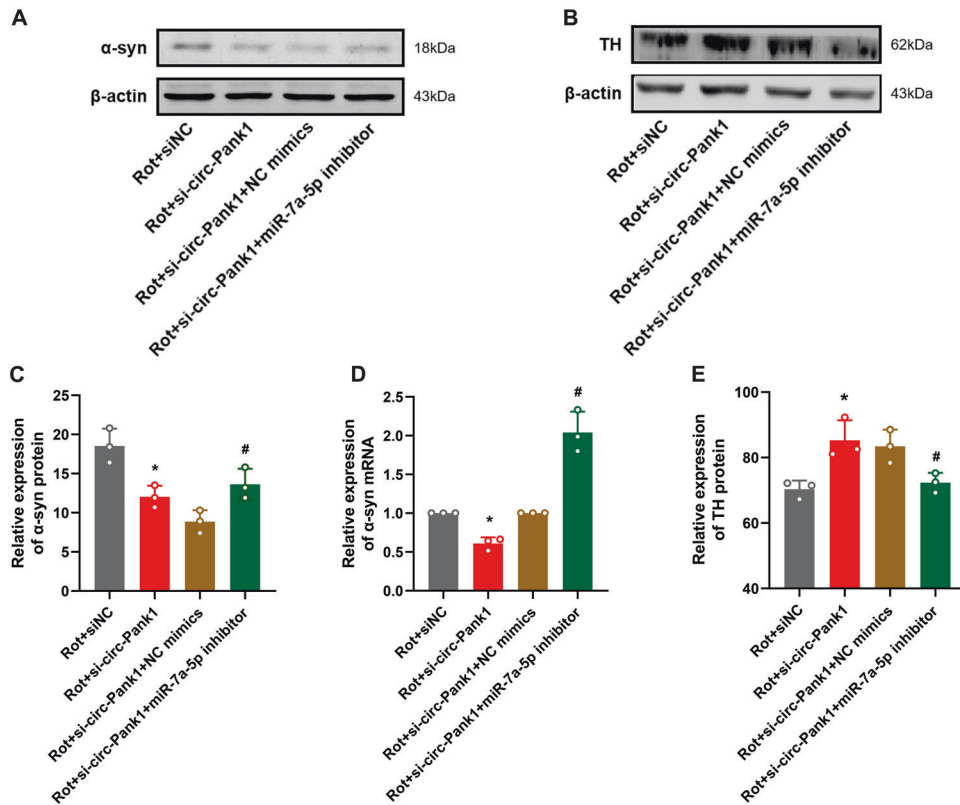 A
α-syn
18kDa
β-actin
43kDa
Rot+siNC
Rot+si-circ-Pank1
Rot+si-circ-Pank1+NC mimics
Rot+si-circ-Pank1+miR-7a-5p inhibitor
B
TH
62kDa
β-actin
43kDa
Rot+siNC
Rot+si-circ-Pank1
Rot+si-circ-Pank1+NC mimics
Rot+si-circ-Pank1+miR-7a-5p inhibitor
C
Relative expression
of α-syn protein
25
20
15
10
5
0
*
#
Rot+siNC
Rot+si-circ-Pank1
Rot+si-circ-Pank1+NC mimics
Rot+si-circ-Pank1+miR-7a-5p inhibitor
D
Relative expression
of α-syn mRNA
2.5
2.0
1.5
1.0
0.5
0.0
*
#
Rot+siNC
Rot+si-circ-Pank1
Rot+si-circ-Pank1+NC mimics
Rot+si-circ-Pank1+miR-7a-5p inhibitor
E
Relative expression
of TH protein
100
80
60
40
*
#
Rot+siNC
Rot+si-circ-Pank1
Rot+si-circ-Pank1+NC mimics
Rot+si-circ-Pank1+miR-7a-5p inhibitor